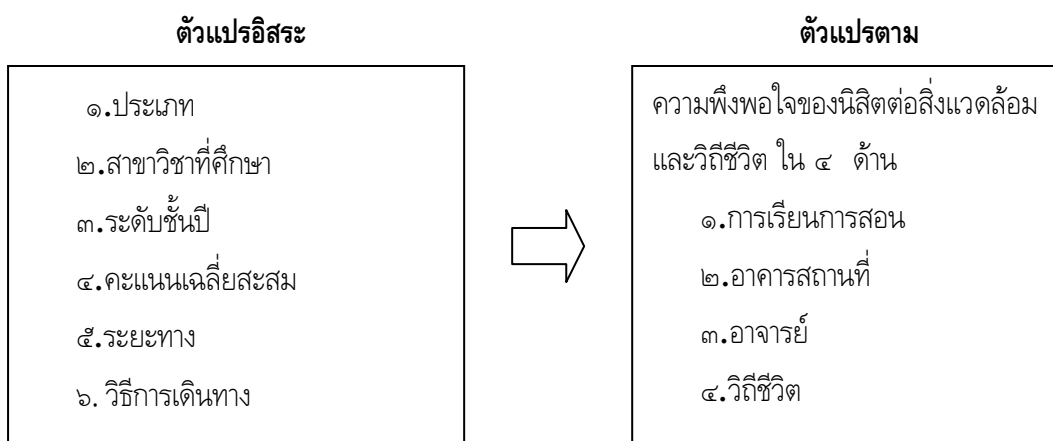 ตัวแปรอิสระ
๑.ประเภท
๒.สาขาวิชาที่ศึกษา
๓.ระดับชั้นปี
๔.คะแนนเฉลี่ยสะสม
๕.ระยะทาง
๖. วิธีการเดินทาง
ตัวแปรตาม
ความพึงพอใจของนิสิตต่อสิ่งแวดล้อม
และวิถีชีวิต ใน ๔ ด้าน
๑.การเรียนการสอน
๒.อาคารสถานที่
๓.อาจารย์
๔.วิถีชีวิต